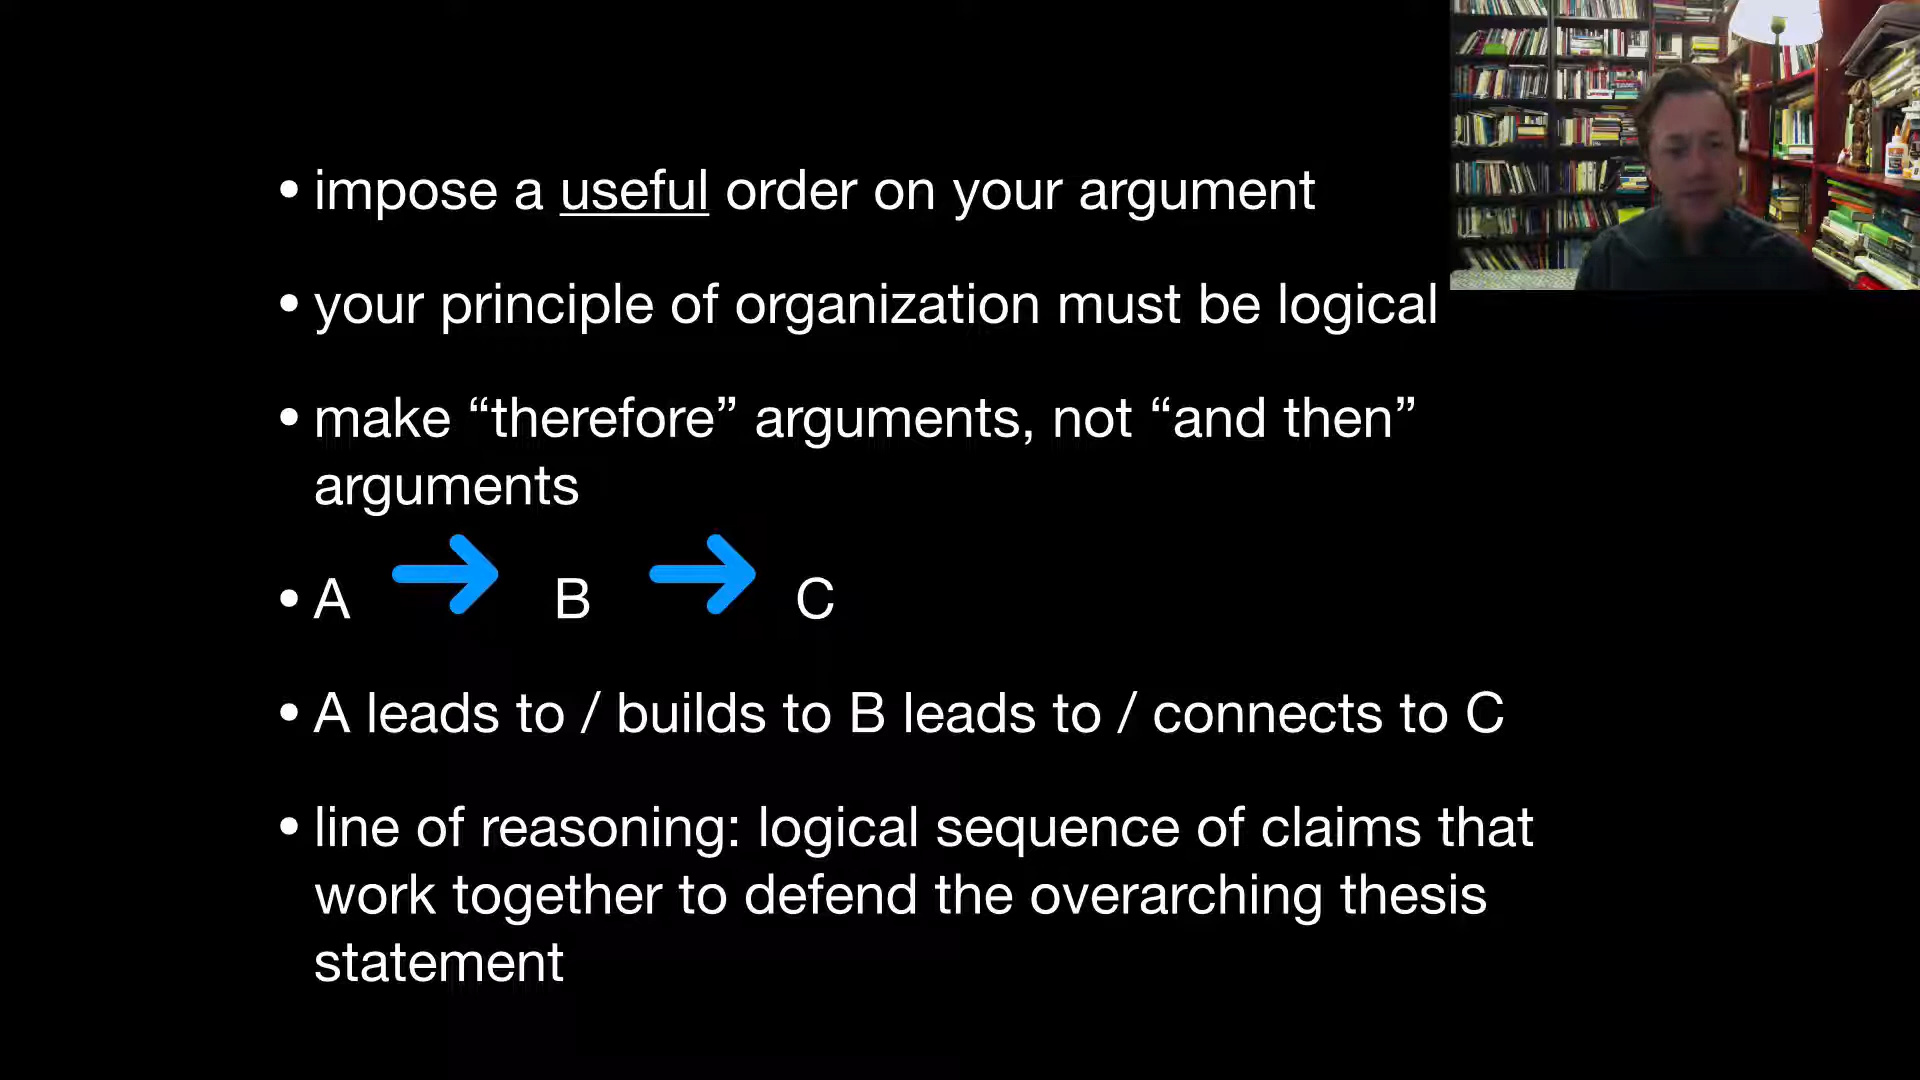 • impose a useful order on your argument
• your principle of organization must be logical
• make “therefore” arguments, not “and then”
arguments
• A → B → C
• A leads to / builds to B leads to / connects to C
• line of reasoning: logical sequence of claims that
work together to defend the overarching thesis
statement